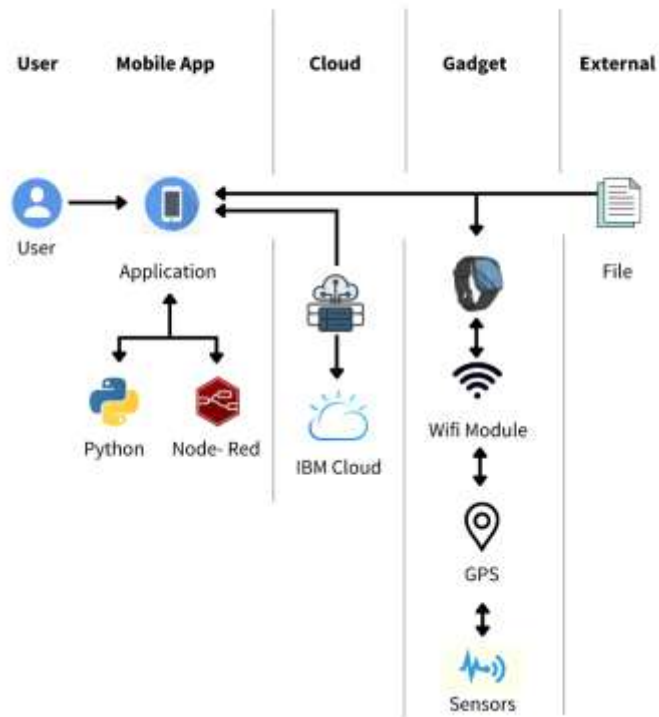 User
Mobile App
Cloud
Gadget
External
User
Application
File
Python
Node- Red
IBM Cloud
Wifi Module
GPS
Sensors